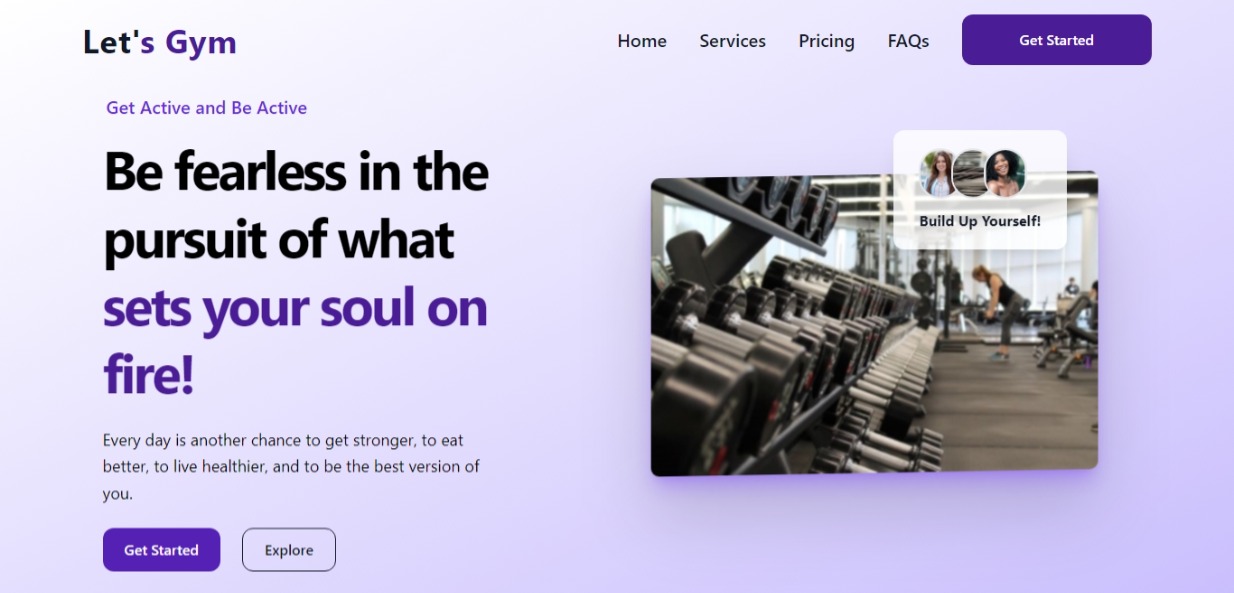 Let's Gym
Home
Services
Pricing
FAQs
Get Started
Get Active and Be Active
Be fearless in the
pursuit of what
sets your soul on
fire!
Every day is another chance to get stronger, to eat
better, to live healthier, and to be the best version of
you.
Get Started
Explore
Build Up Yourself!